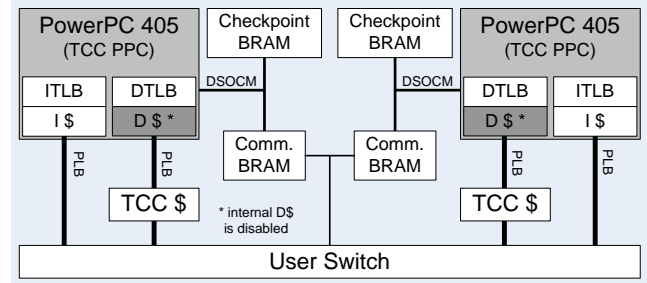 PowerPC 405
(TCC PPC)
Checkpoint
BRAM
Checkpoint
BRAM
PowerPC 405
(TCC PPC)
ITLB
DTLB
DSOCM
DSOCM
DTLB
ITLB
I $
D $ *
D $ *
I $
Comm.
BRAM
Comm.
BRAM
PLB
PLB
PLB
PLB
TCC $
* internal D$
is disabled
TCC $
User Switch